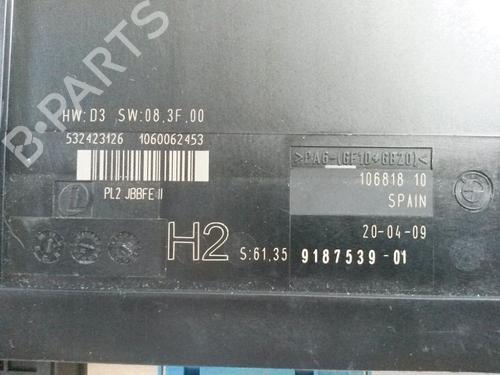 B-PARTS
HW:D3 SW:08.3F.00
532423126 1060062453
PL2 JBBFE II
H2 S:61.35
>PA6-(GF10+GB20)<
106818 10
SPAIN
20-04-09
9187539-01